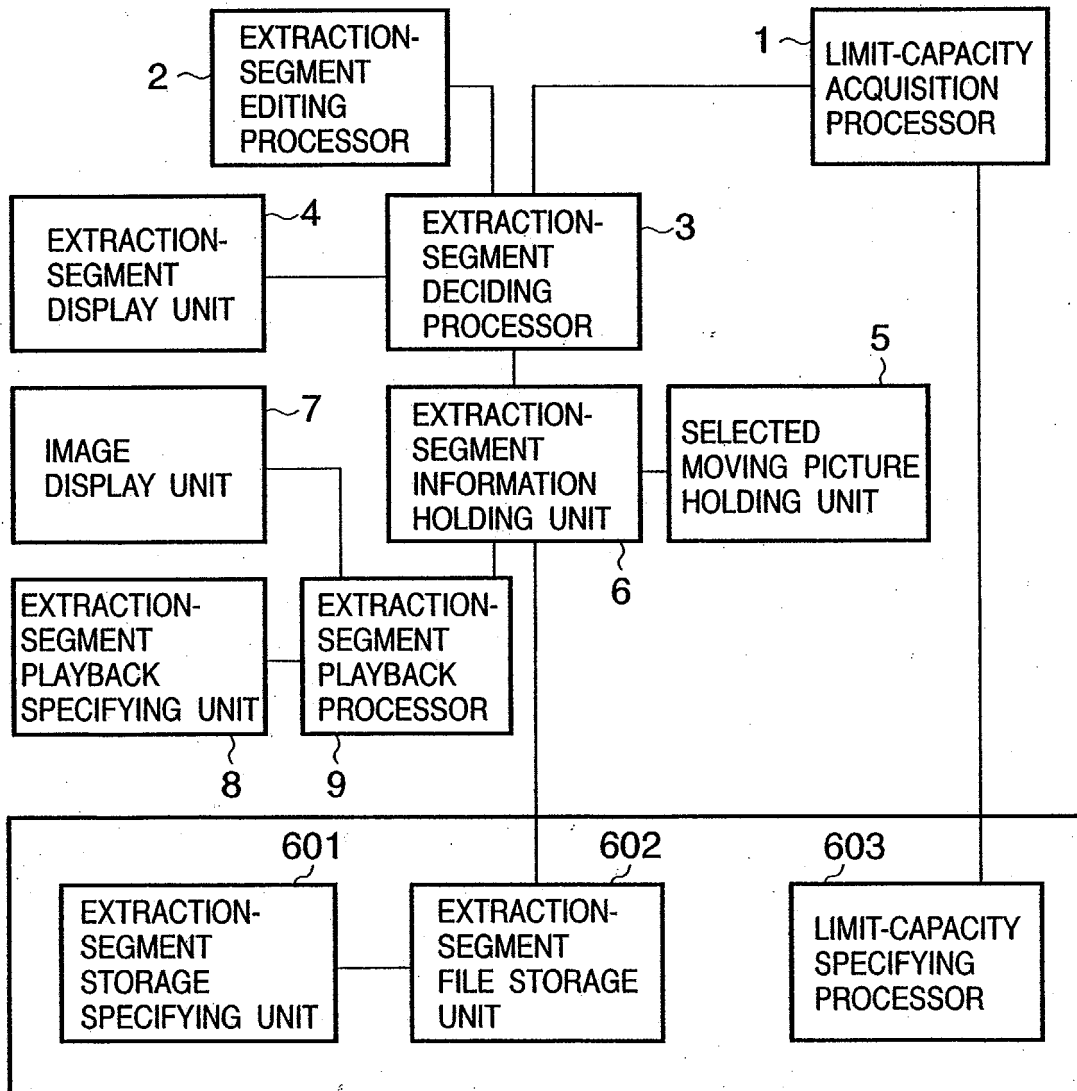 2
EXTRACTION-
SEGMENT
EDITING
PROCESSOR
1
LIMIT-CAPACITY
ACQUISITION
PROCESSOR
4
EXTRACTION-
SEGMENT
DISPLAY UNIT
EXTRACTION-
SEGMENT
DECIDING
PROCESSOR
3
7
IMAGE
DISPLAY UNIT
EXTRACTION-
SEGMENT
INFORMATION
HOLDING UNIT
6
5
SELECTED
MOVING PICTURE
HOLDING UNIT
EXTRACTION-
SEGMENT
PLAYBACK
SPECIFYING UNIT
8
EXTRACTION-
SEGMENT
PLAYBACK
PROCESSOR
9
601
EXTRACTION-
SEGMENT
STORAGE
SPECIFYING UNIT
602
EXTRACTION-
SEGMENT
FILE STORAGE
UNIT
603
LIMIT-CAPACITY
SPECIFYING
PROCESSOR